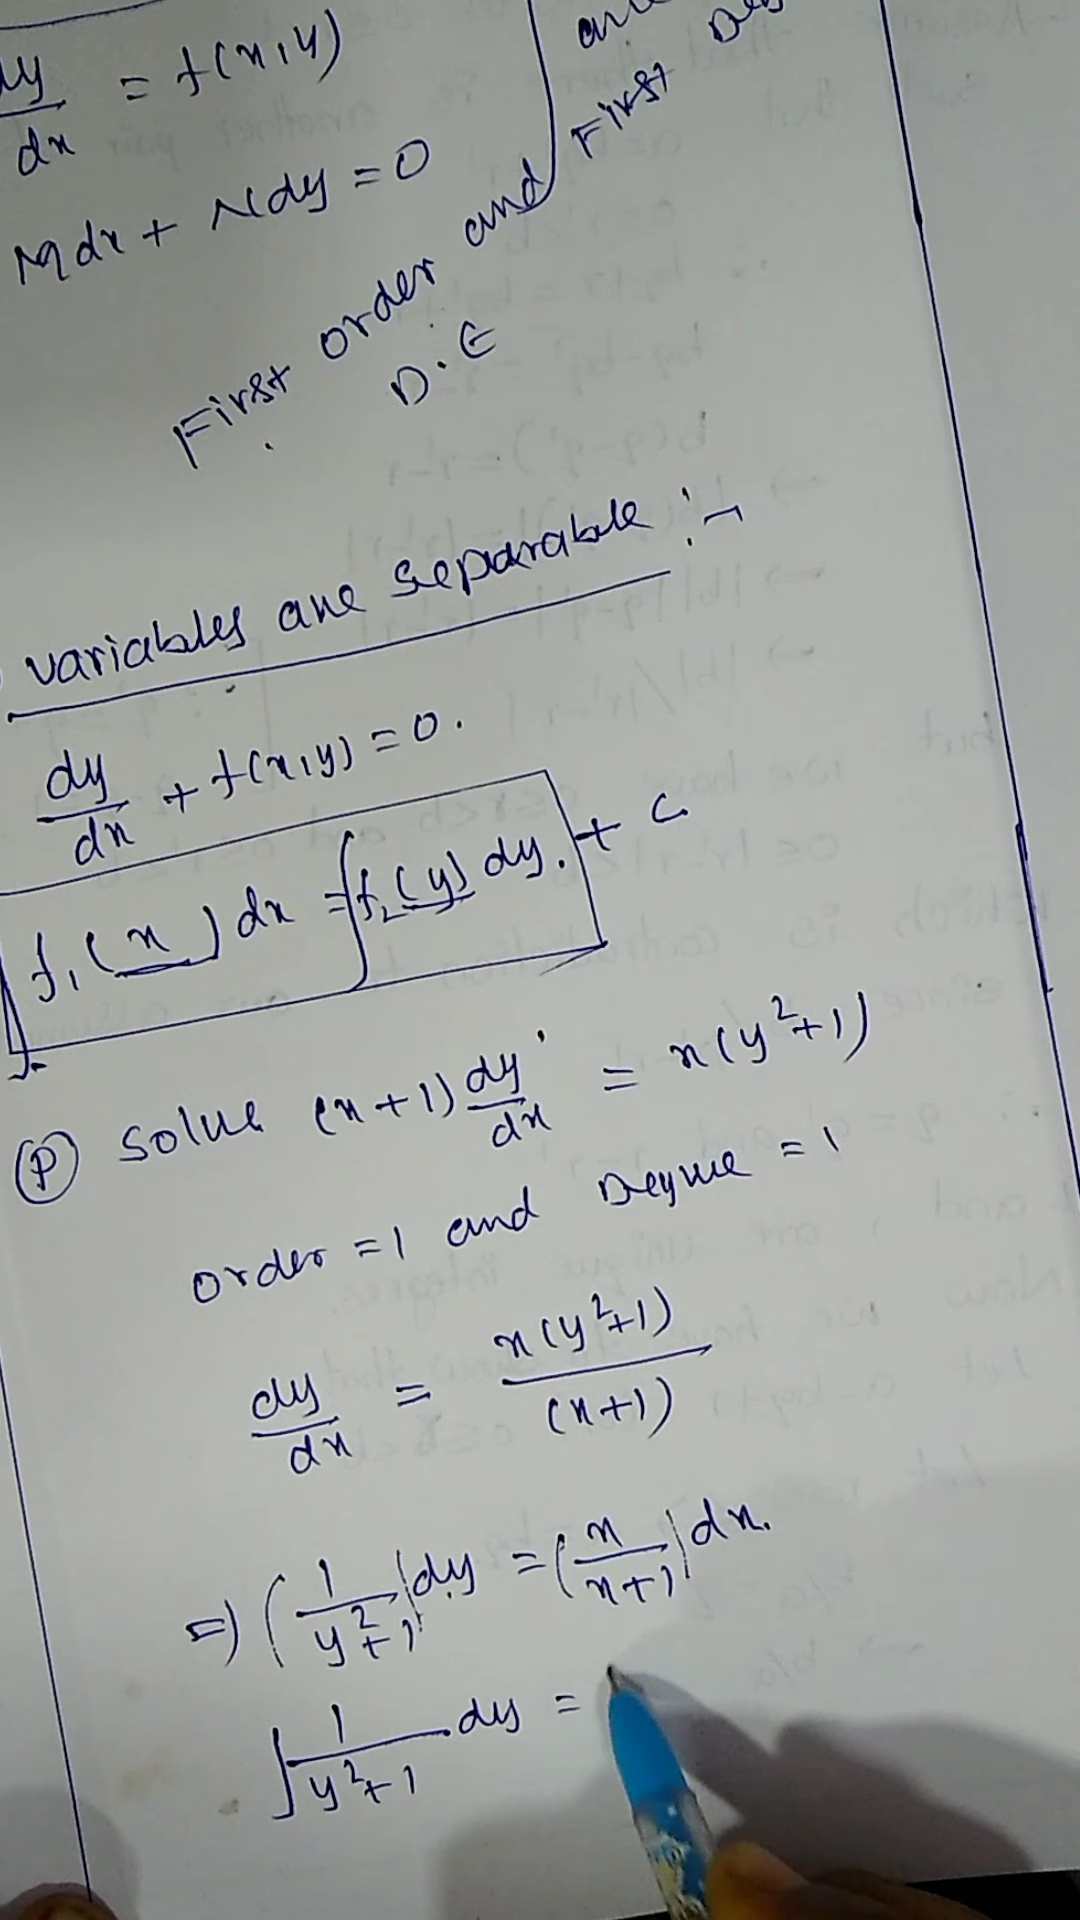 dy/dx = f(x,y)
Mdx + Ndy = 0
First order and First
D.E
variables are separable :-
dy/dx + f(x,y) = 0.
f₁(x) dx = ∫f₂(y) dy. + c
(P) solve (x+1) dy/dx = x(y²+1)
order = 1 and Degree = 1
dy/dx = x(y²+1)/(x+1)
=> (1/y²+1) dy = (x/x+1) dx.
∫ 1/y²+1 dy =